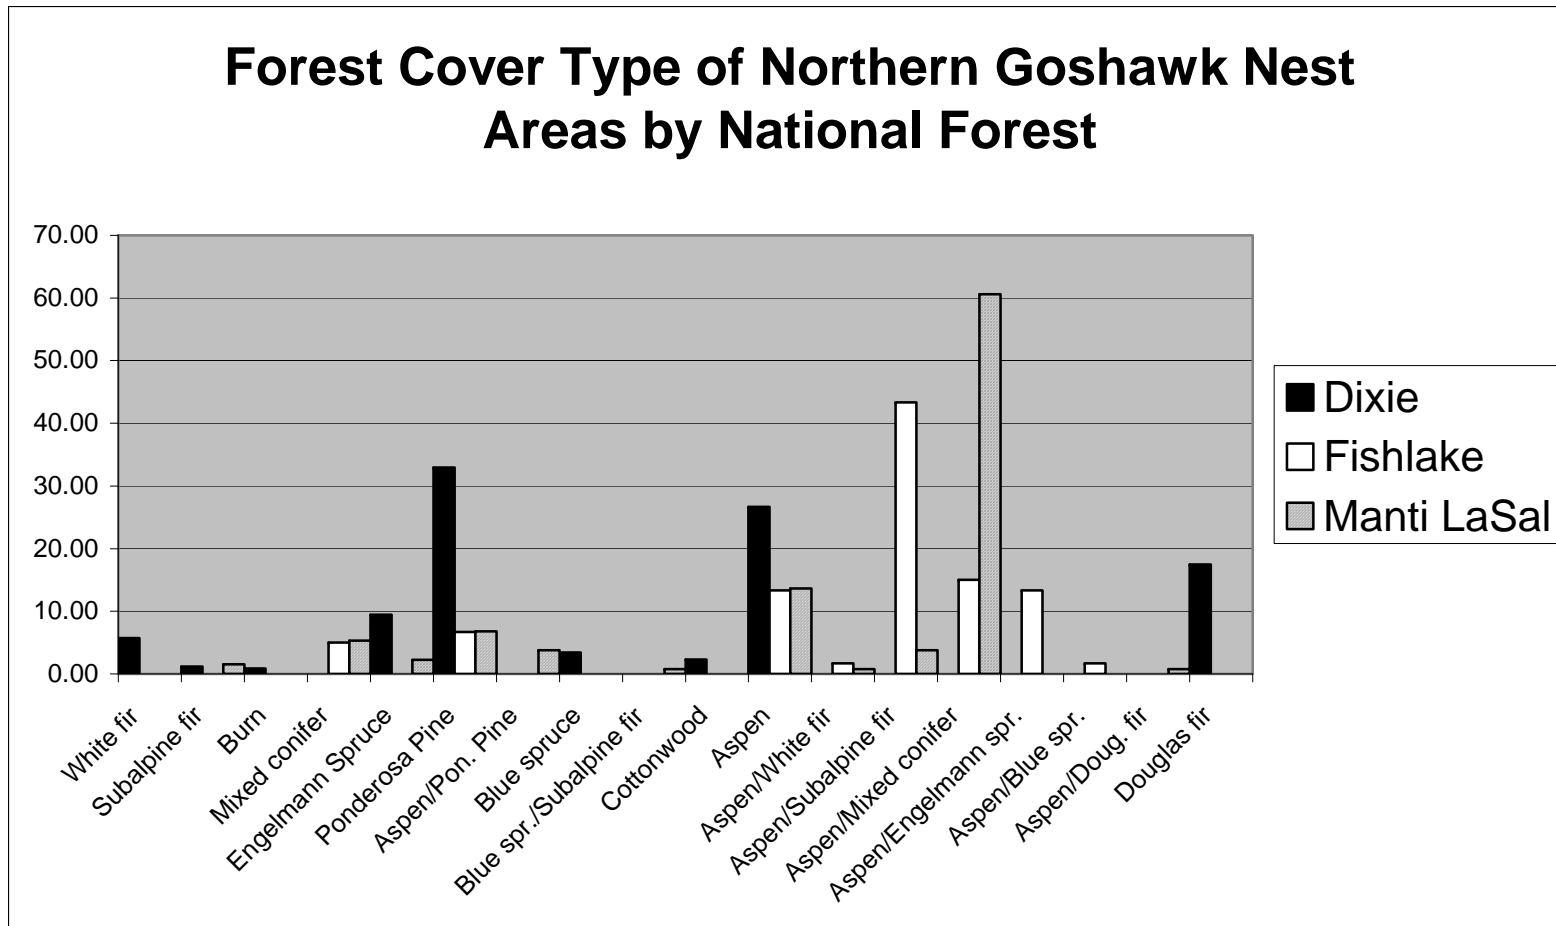 Forest Cover Type of Northern Goshawk Nest
Areas by National Forest
70.00
60.00
50.00
40.00
30.00
20.00
10.00
0.00
White fir
Subalpine fir
Burn
Mixed conifer
Engelmann Spruce
Ponderosa Pine
Aspen/Pon. Pine
Blue spruce
Blue spr./Subalpine fir
Cottonwood
Aspen
Aspen/White fir
Aspen/Subalpine fir
Aspen/Mixed conifer
Aspen/Engelmann spr.
Aspen/Blue spr.
Aspen/Doug. fir
Douglas fir
Dixie
Fishlake
Manti LaSal